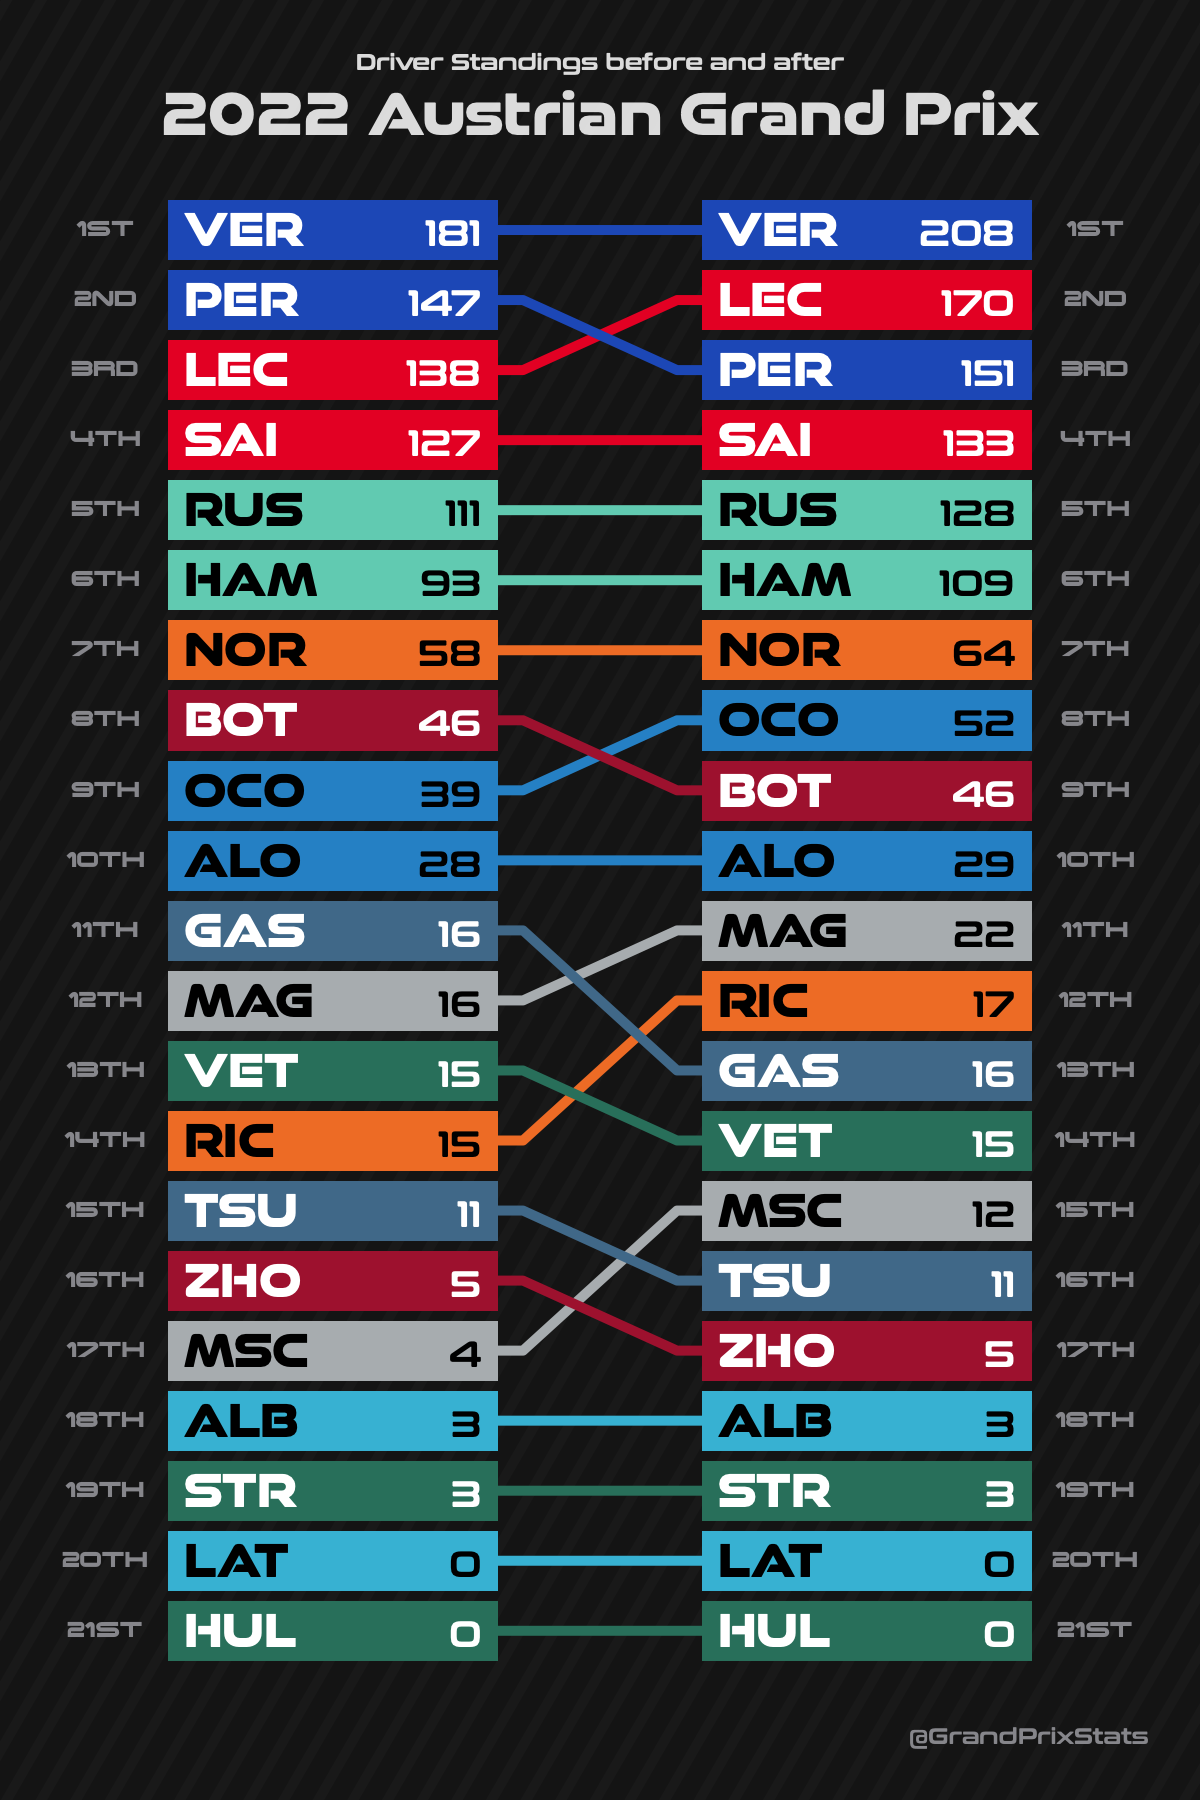 Driver Standings before and after
2022 Austrian Grand Prix
1ST VER 181 VER 208 1ST
2ND PER 147 LEC 170 2ND
3RD LEC 138 PER 151 3RD
4TH SAI 127 SAI 133 4TH
5TH RUS 111 RUS 128 5TH
6TH HAM 93 HAM 109 6TH
7TH NOR 58 NOR 64 7TH
8TH BOT 46 OCO 52 8TH
9TH OCO 39 BOT 46 9TH
10TH ALO 28 ALO 29 10TH
11TH GAS 16 MAG 22 11TH
12TH MAG 16 RIC 17 12TH
13TH VET 15 GAS 16 13TH
14TH RIC 15 VET 15 14TH
15TH TSU 11 MSC 12 15TH
16TH ZHO 5 TSU 11 16TH
17TH MSC 4 ZHO 5 17TH
18TH ALB 3 ALB 3 18TH
19TH STR 3 STR 3 19TH
20TH LAT 0 LAT 0 20TH
21ST HUL 0 HUL 0 21ST
@GrandPrixStats